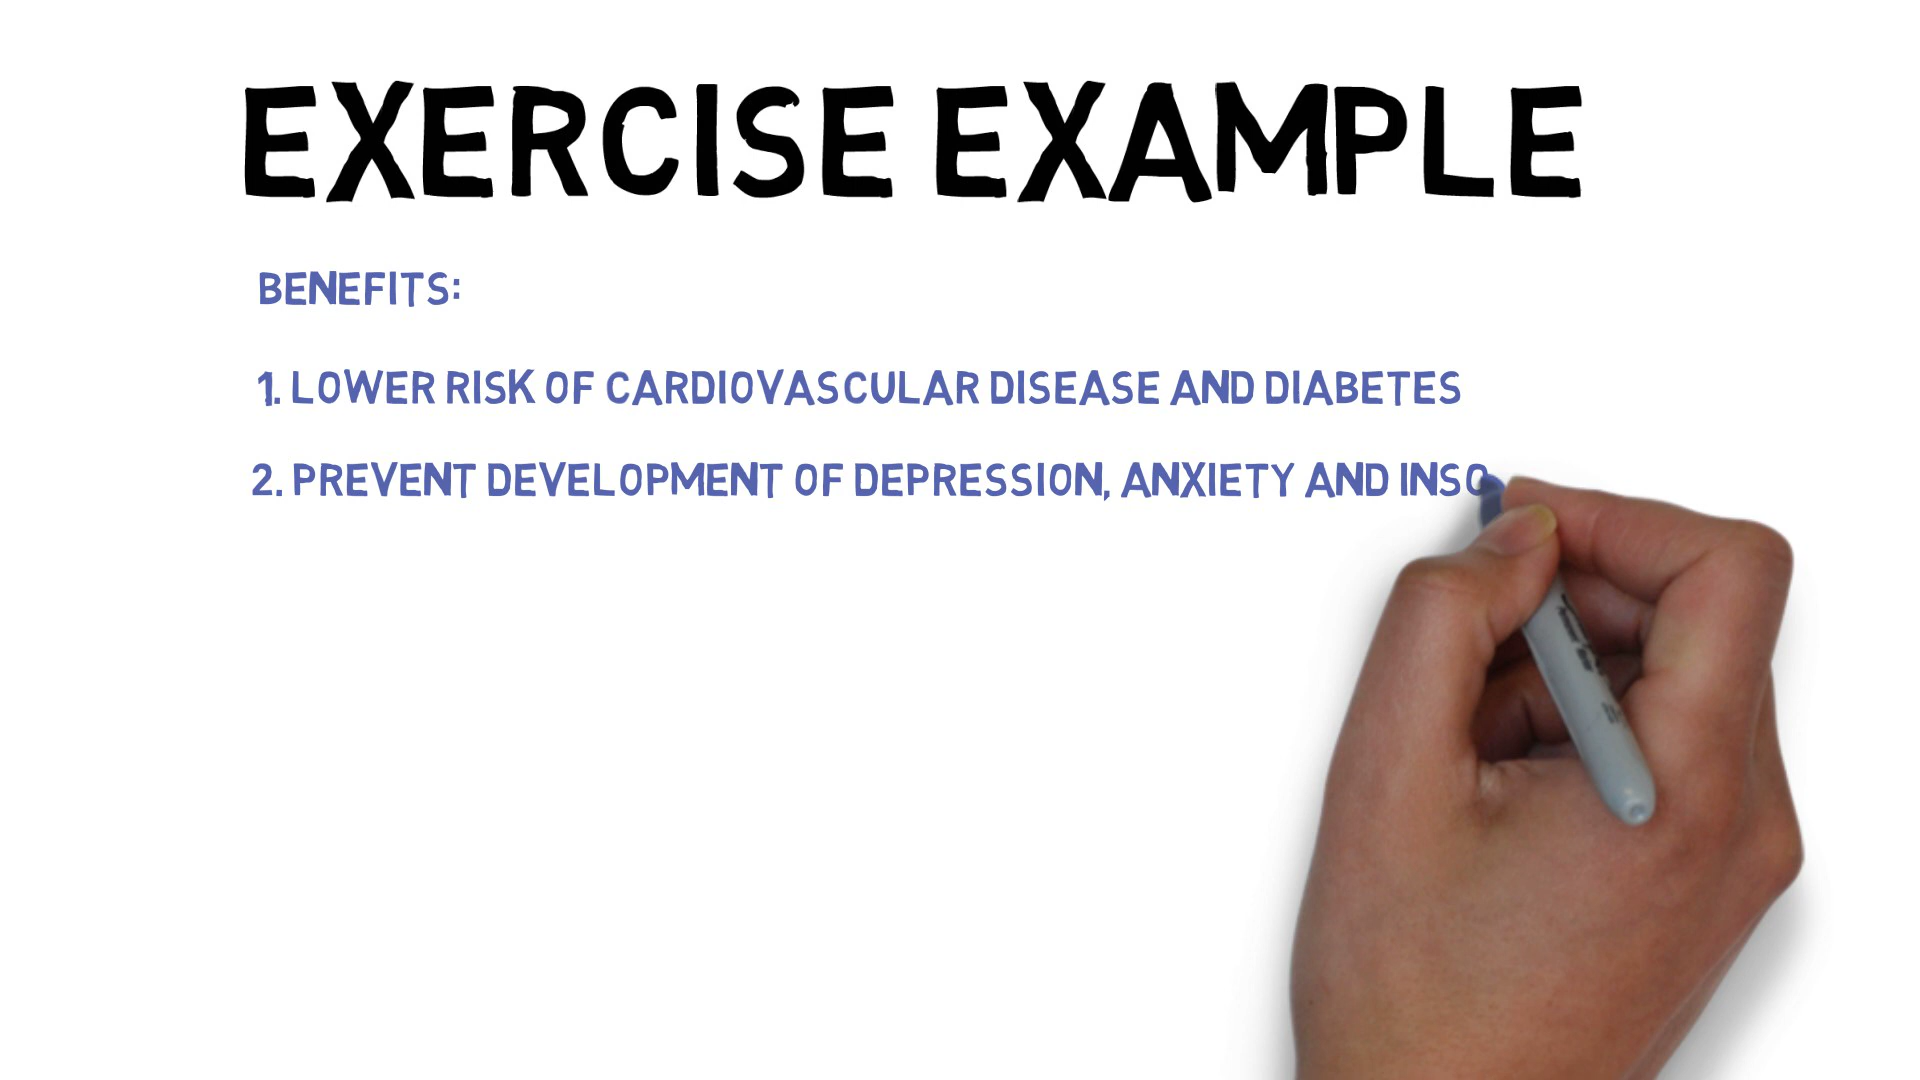 EXERCISE EXAMPLE
BENEFITS:
1. LOWER RISK OF CARDIOVASCULAR DISEASE AND DIABETES
2. PREVENT DEVELOPMENT OF DEPRESSION, ANXIETY AND INSO